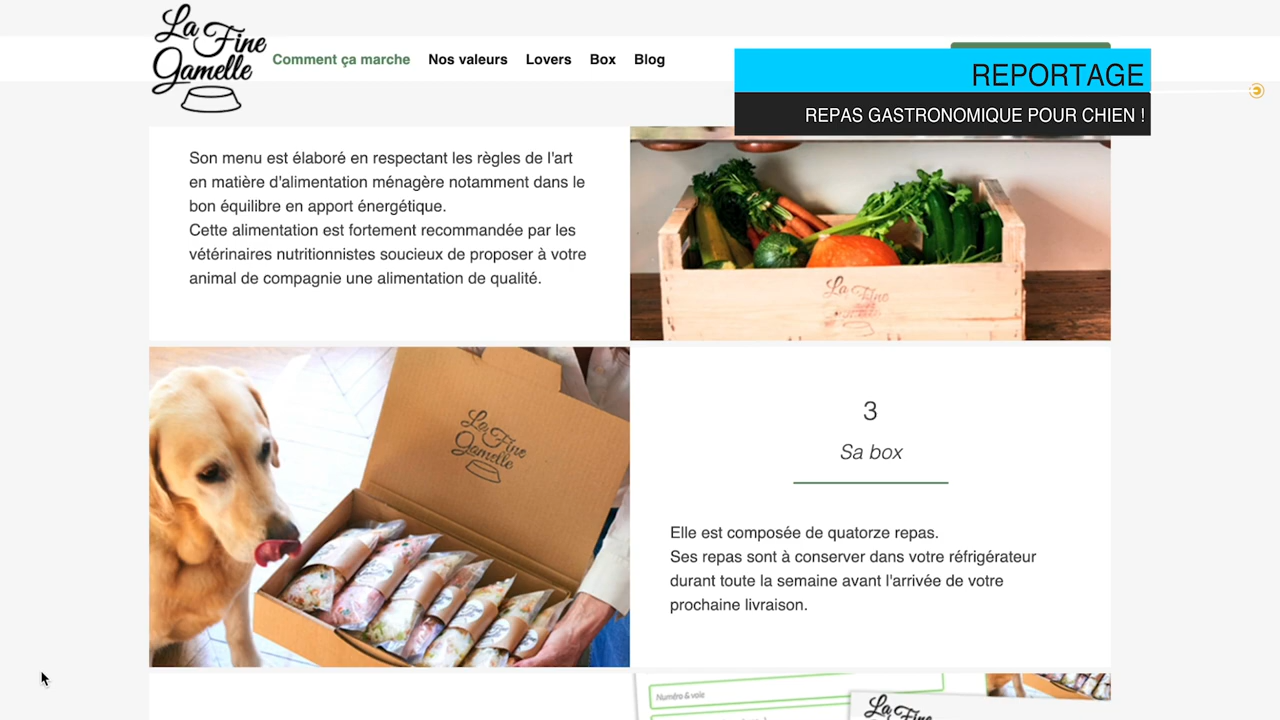 La Fine
Gamelle
Comment ça marche
Nos valeurs
Lovers
Box
Blog
REPORTAGE
REPAS GASTRONOMIQUE POUR CHIEN !
Son menu est élaboré en respectant les règles de l'art
en matière d'alimentation ménagère notamment dans le
bon équilibre en apport énergétique.
Cette alimentation est fortement recommandée par les
vétérinaires nutritionnistes soucieux de proposer à votre
animal de compagnie une alimentation de qualité.
La Fine
La Fine
Gamelle
3
Sa box
Elle est composée de quatorze repas.
Ses repas sont à conserver dans votre réfrigérateur
durant toute la semaine avant l'arrivée de votre
prochaine livraison.
Numéro & voie
La Fine